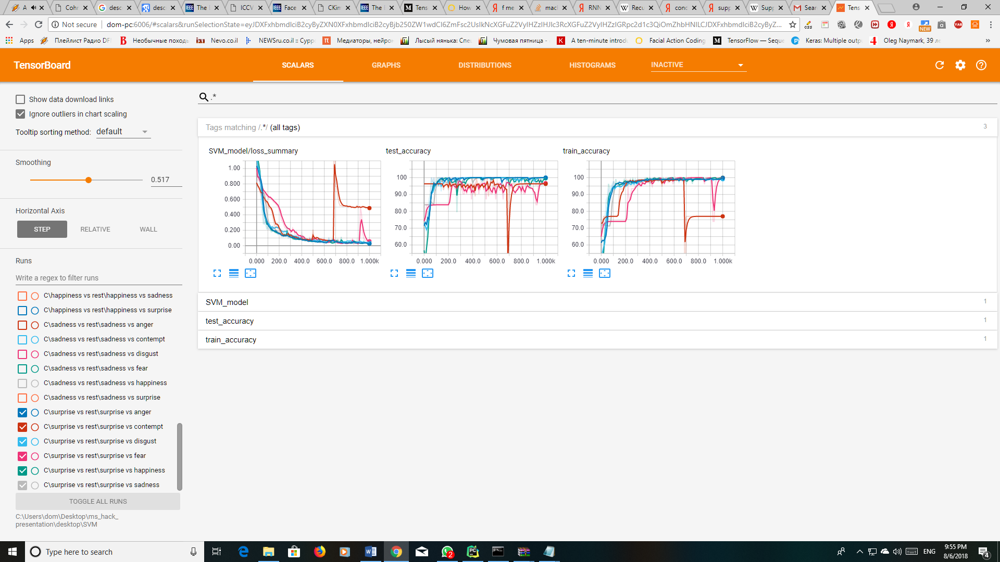 A
Cohr
desc
desc
The I
ICCV
Face
CKin
The I
Tens
How
f me
macl
RNN
Recu
conc
supp
Supp
Sear
Tens
Not secure
Apps
Плейлист Радио DF
Необычные походы
Nevo.co.il
NEWSru.co.il :: Супро
Медиаторы, нейрон
Лысый нянька: Спец
Чумовая пятница -
A ten-minute introdu
Facial Action Coding
TensorFlow — Seque
Keras: Multiple outp
Oleg Naymark, 39 ле
»
TensorBoard
SCALARS
GRAPHS
DISTRIBUTIONS
HISTOGRAMS
INACTIVE
Show data download links
Ignore outliers in chart scaling
Tooltip sorting method: default
Smoothing
0.517
Horizontal Axis
STEP
RELATIVE
WALL
Runs
Write a regex to filter runs
C\happiness vs rest\happiness vs sadness
C\happiness vs rest\happiness vs surprise
C\sadness vs rest\sadness vs anger
C\sadness vs rest\sadness vs contempt
C\sadness vs rest\sadness vs disgust
C\sadness vs rest\sadness vs fear
C\sadness vs rest\sadness vs happiness
C\sadness vs rest\sadness vs surprise
C\surprise vs rest\surprise vs anger
C\surprise vs rest\surprise vs contempt
C\surprise vs rest\surprise vs disgust
C\surprise vs rest\surprise vs fear
C\surprise vs rest\surprise vs happiness
C\surprise vs rest\surprise vs sadness
TOGGLE ALL RUNS
C:\Users\dom\Desktop\ms_hack_
presentation\desktop\SVM
.*
Tags matching /.*/ (all tags)
3
SVM_model/loss_summary
1.00
0.800
0.600
0.400
0.200
0.00
0.000 200.0 400.0 600.0 800.0 1.000k
test_accuracy
100
90.0
80.0
70.0
60.0
0.000 200.0 400.0 600.0 800.0 1.000k
train_accuracy
100
90.0
80.0
70.0
60.0
0.000 200.0 400.0 600.0 800.0 1.000k
SVM_model
1
test_accuracy
1
train_accuracy
1
Type here to search
2
ENG
9:55 PM
8/6/2018
4